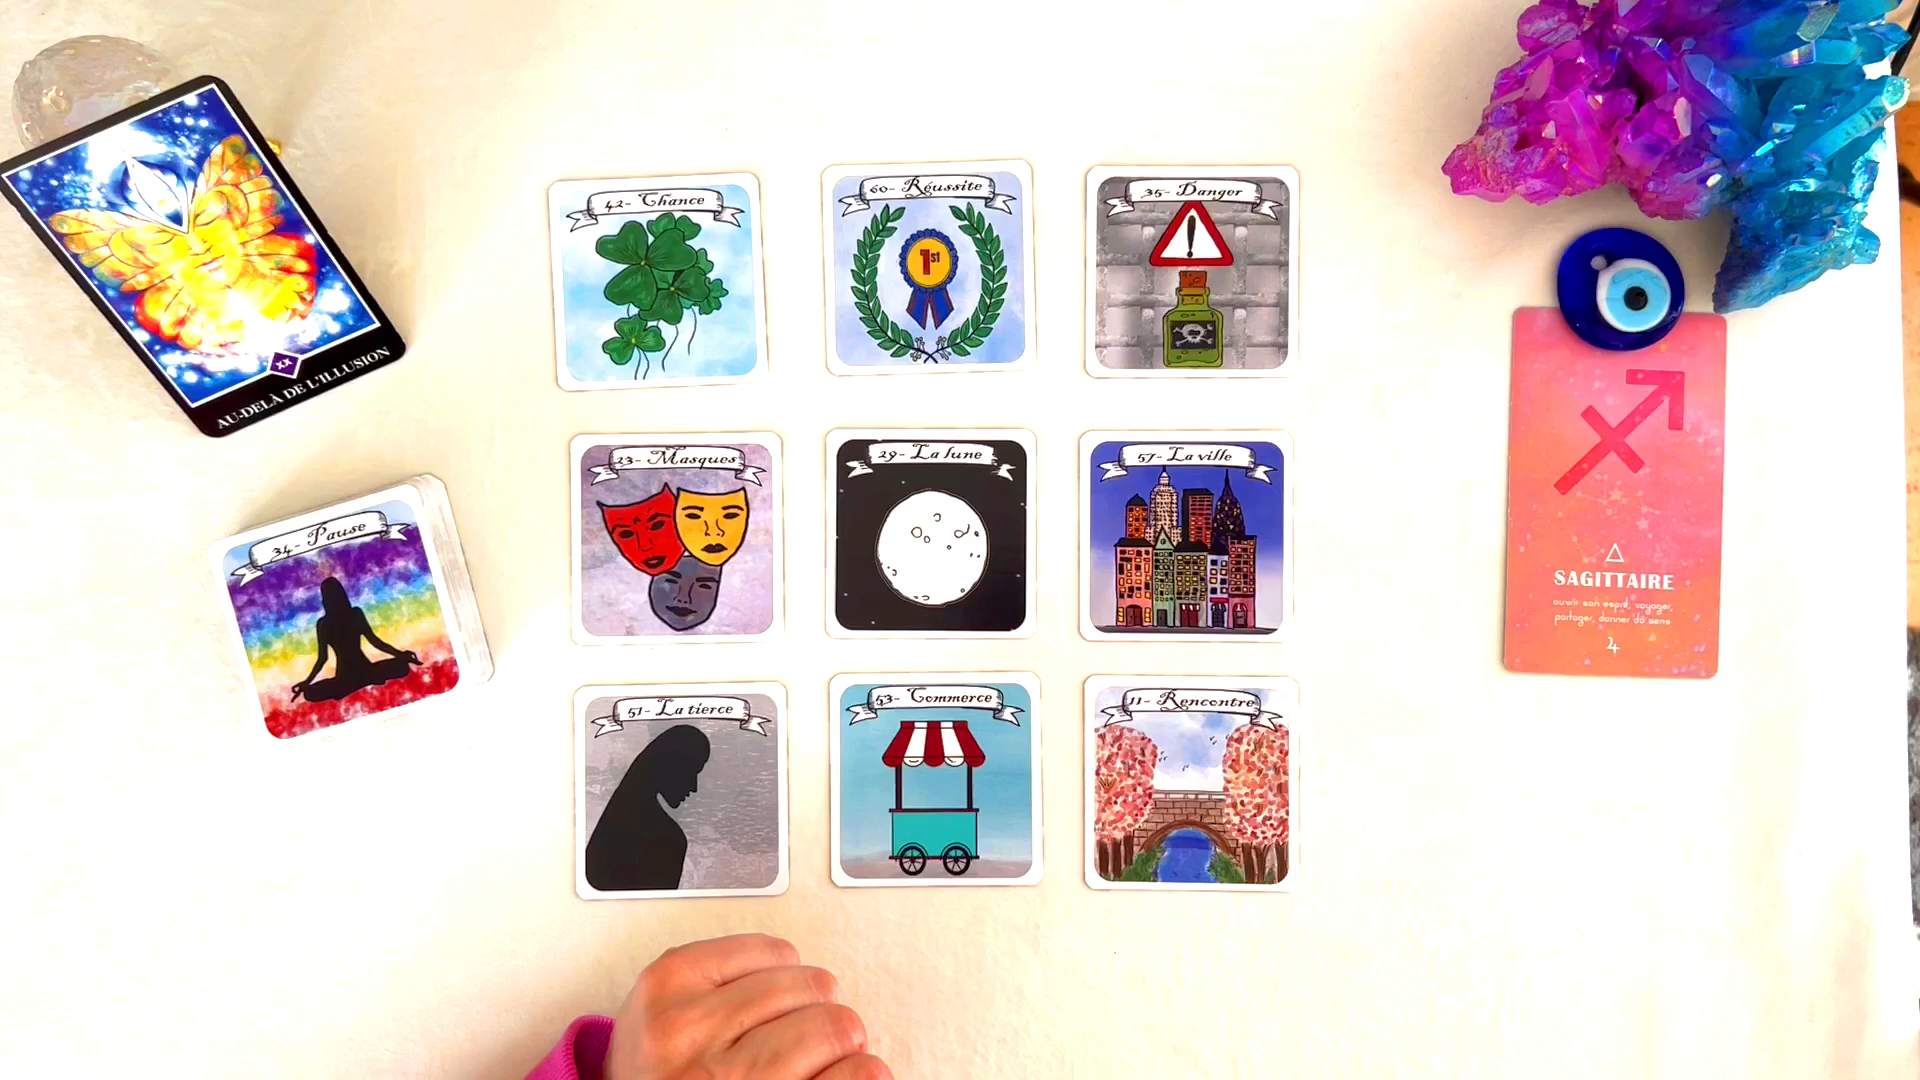 42- Chance
60- Réussite
35- Danger
1st
XX
AU-DELÀ DE L'ILLUSION
23- Masques
29- La lune
57- La ville
34- Pause
SAGITTAIRE
ouvrir son esprit, voyager,
partager, donner du sens
51- La tierce
53- Commerce
11- Rencontre